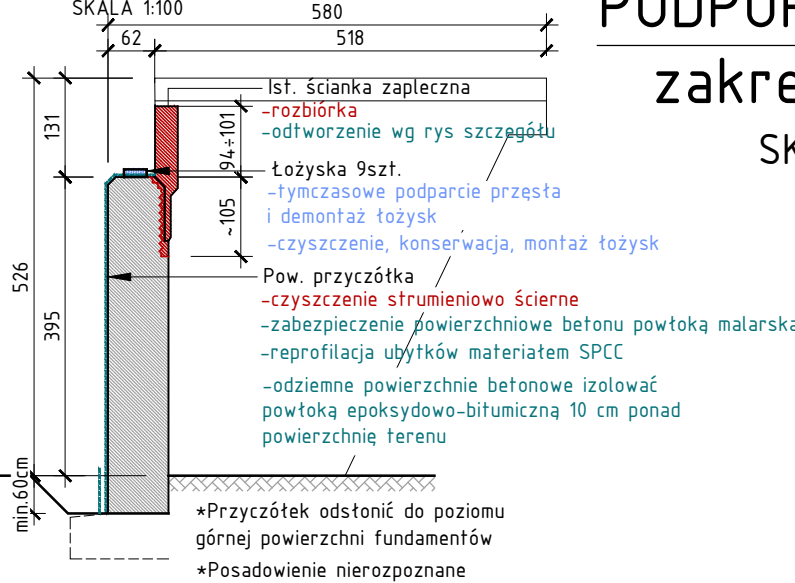 SKALA 1:100
580
62
518
PODPOR
zakre
SK
131
94÷101
~105
526
395
min.60cm
Ist. ścianka zapleczna
-rozbiórka
-odtworzenie wg rys szczegółu
Łożyska 9szt.
-tymczasowe podparcie przęsła
i demontaż łożysk
-czyszczenie, konserwacja, montaż łożysk
Pow. przyczółka
-czyszczenie strumieniowo ścierne
-zabezpieczenie powierzchniowe betonu powłoką malarska
-reprofilacja ubytków materiałem SPCC
-odziemne powierzchnie betonowe izolować
powłoką epoksydowo-bitumiczną 10 cm ponad
powierzchnię terenu
*Przyczółek odsłonić do poziomu
górnej powierzchni fundamentów
*Posadowienie nierozpoznane